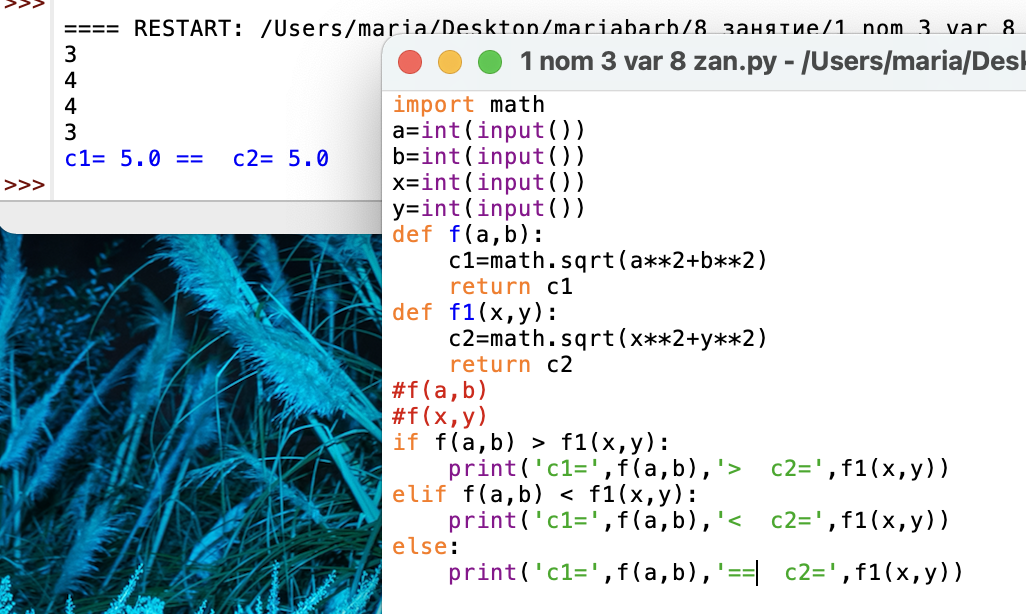 >>>
==== RESTART: /Users/maria/Desktop/mariabarb/8 занятие/1 nom 3 var 8
3
4
4
3
c1= 5.0 ==  c2= 5.0
>>>
1 nom 3 var 8 zan.py - /Users/maria/Desk
import math
a=int(input())
b=int(input())
x=int(input())
y=int(input())
def f(a,b):
    c1=math.sqrt(a**2+b**2)
    return c1
def f1(x,y):
    c2=math.sqrt(x**2+y**2)
    return c2
#f(a,b)
#f(x,y)
if f(a,b) > f1(x,y):
    print('c1=',f(a,b),'>  c2=',f1(x,y))
elif f(a,b) < f1(x,y):
    print('c1=',f(a,b),'<  c2=',f1(x,y))
else:
    print('c1=',f(a,b),'==  c2=',f1(x,y))